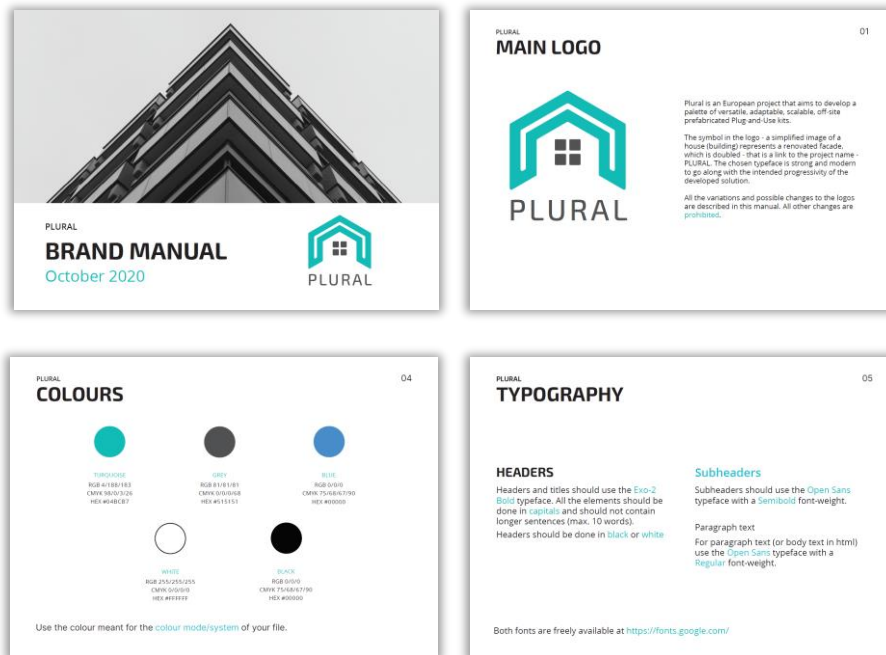 PLURAL
BRAND MANUAL
October 2020
PLURAL
PLURAL
MAIN LOGO
01
PLURAL
Plural is an European project that aims to develop a
palette of versatile, adaptable, scalable, off-site
prefabricated Plug-and-Use kits.
The symbol in the logo - a simplified image of a
house (building) represents a renovated facade,
which is doubled - that is a link to the project name -
PLURAL. The chosen typeface is strong and modern
to go along with the intended progressivity of the
developed solution.
All the variations and possible changes to the logos
are described in this manual. All other changes are
prohibited.
PLURAL
COLOURS
04
TURQUOISE
RGB 4/188/183
CMYK 98/0/3/26
HEX #04BCB7
GREY
RGB 81/81/81
CMYK 0/0/0/68
HEX #515151
BLUE
RGB 0/0/0
CMYK 75/68/67/90
HEX #00000
WHITE
RGB 255/255/255
CMYK 0/0/0/0
HEX #FFFFFF
BLACK
RGB 0/0/0
CMYK 75/68/67/90
HEX #00000
Use the colour meant for the colour mode/system of your file.
PLURAL
TYPOGRAPHY
05
HEADERS
Headers and titles should use the Exo-2
Bold typeface. All the elements should be
done in capitals and should not contain
longer sentences (max. 10 words).
Headers should be done in black or white
Subheaders
Subheaders should use the Open Sans
typeface with a Semibold font-weight.
Paragraph text
For paragraph text (or body text in html)
use the Open Sans typeface with a
Regular font-weight.
Both fonts are freely available at https://fonts.google.com/